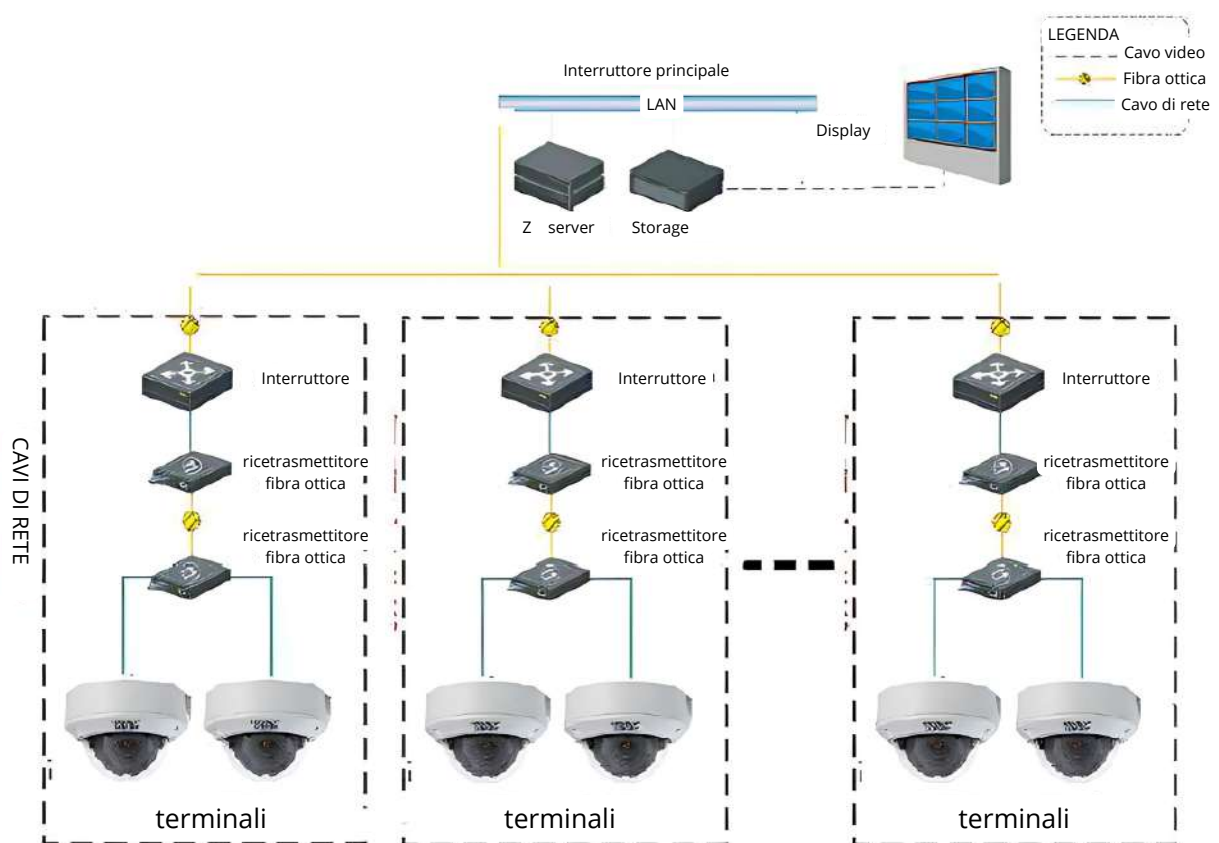 LEGENDA
Cavo video
Fibra ottica
Cavo di rete
Interruttore principale
LAN
Display
Z server
Storage
CAVI DI RETE
Interruttore
ricetrasmettitore
fibra ottica
ricetrasmettitore
fibra ottica
terminali
Interruttore
ricetrasmettitore
fibra ottica
ricetrasmettitore
fibra ottica
terminali
Interruttore
ricetrasmettitore
fibra ottica
ricetrasmettitore
fibra ottica
terminali